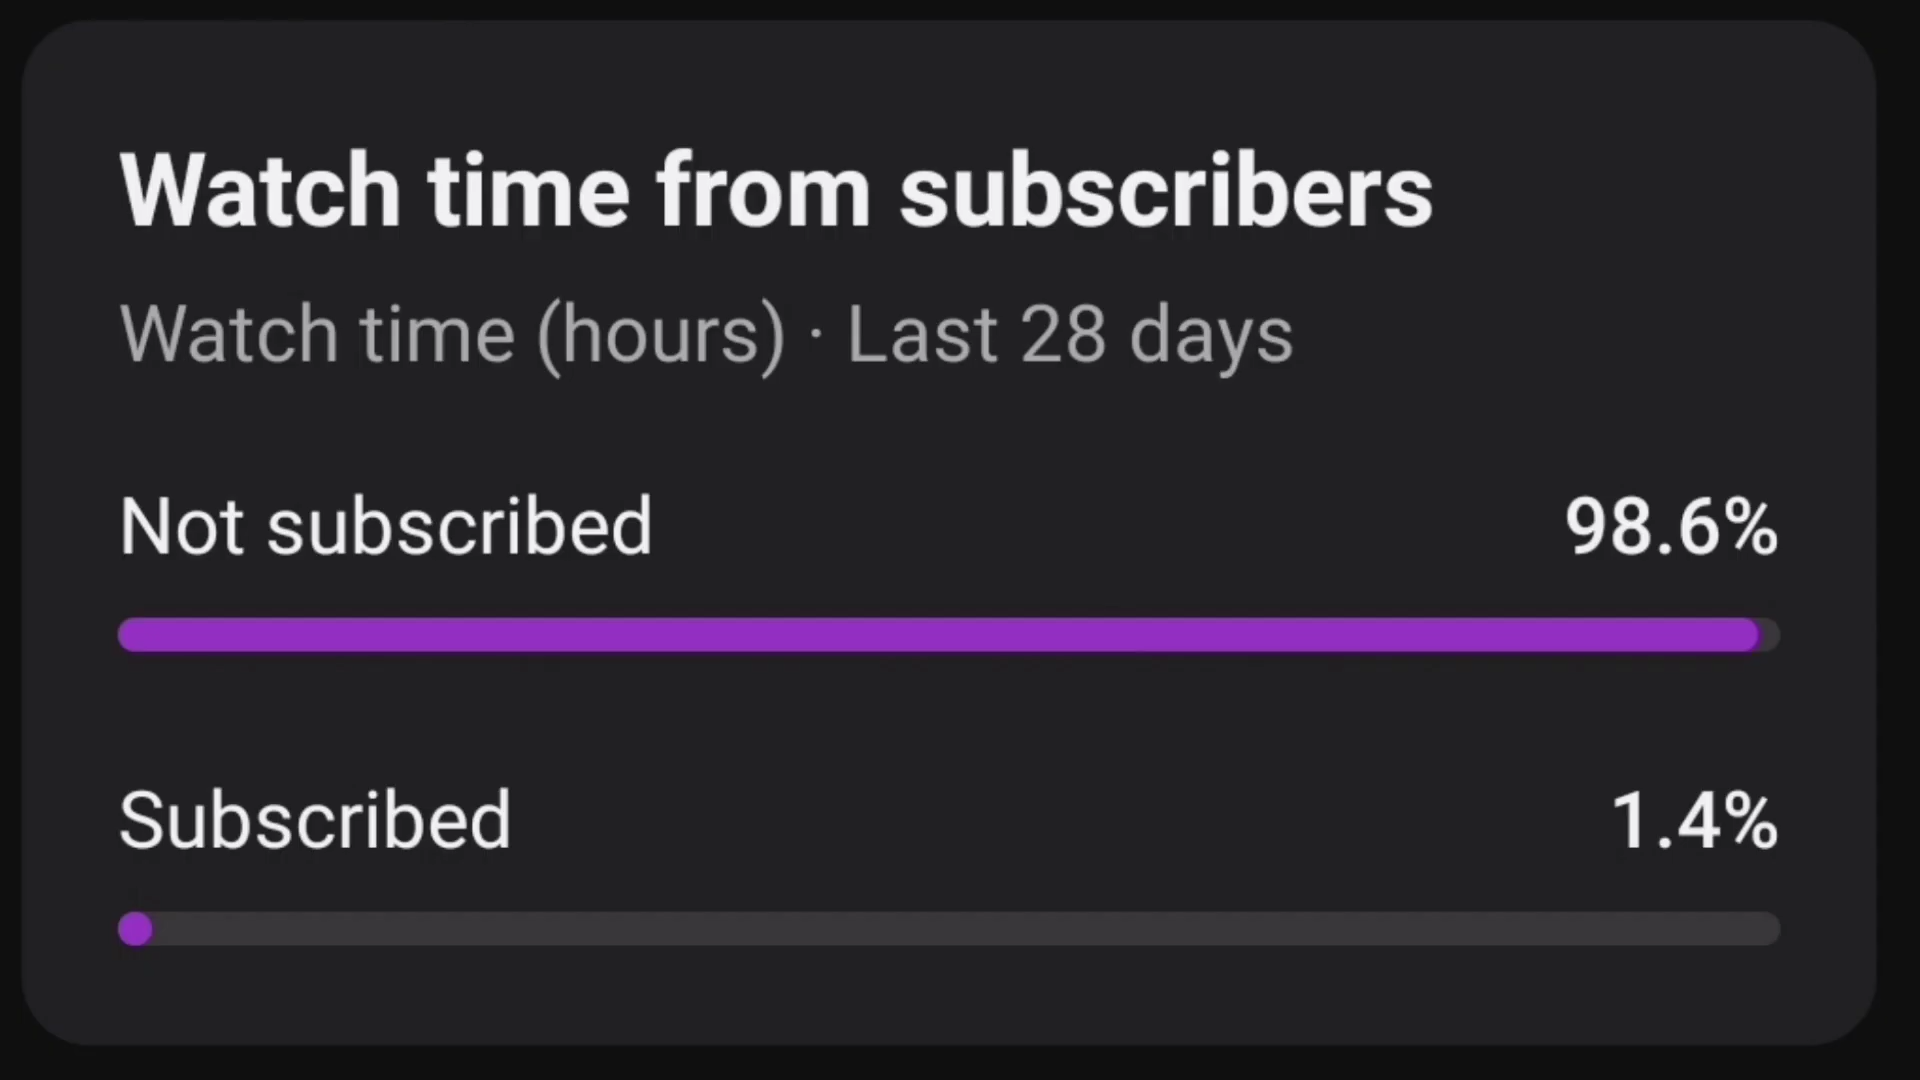 Watch time from subscribers
Watch time (hours) · Last 28 days
Not subscribed 98.6%
Subscribed 1.4%